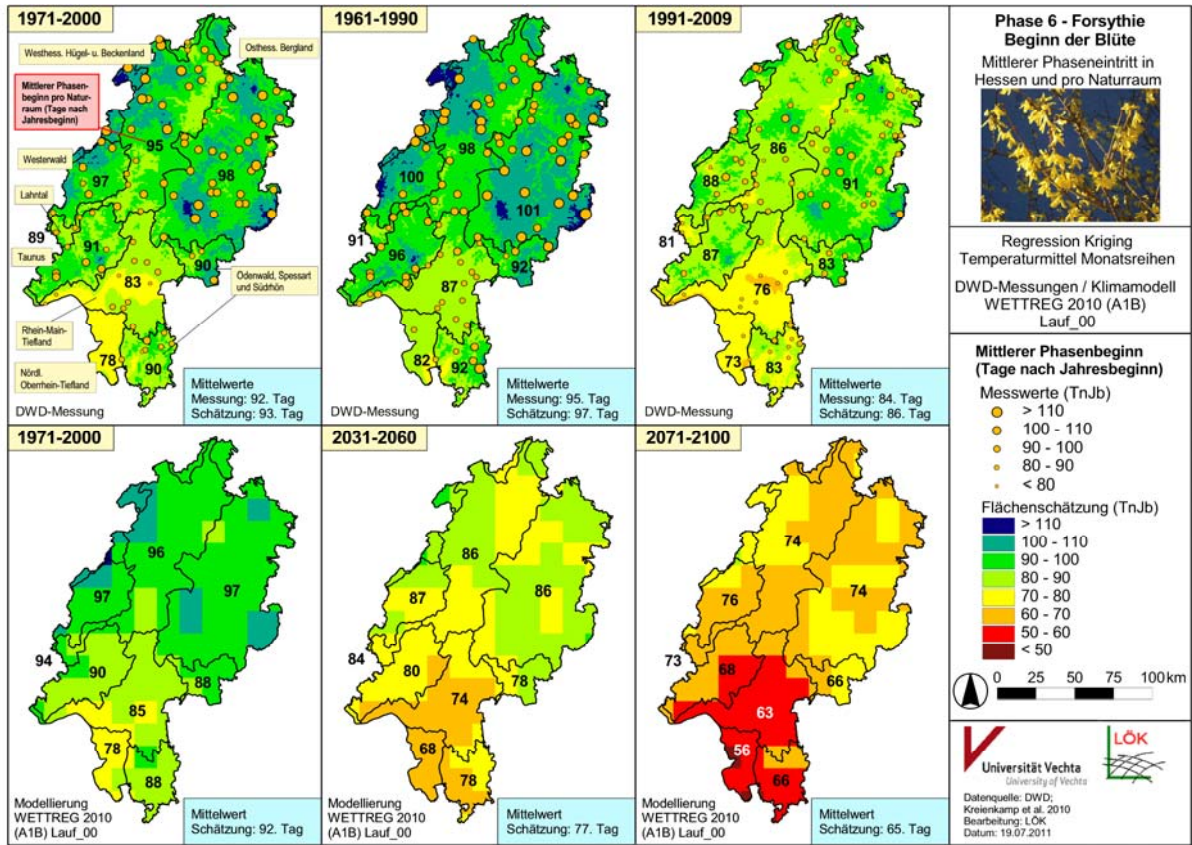 1971-2000
Westhess. Hügel- u. Beckenland
Osthess. Bergland
Mittlerer Phasen-
beginn pro Natur-
raum (Tage nach
Jahresbeginn)
95
Westerwald
97
98
Lahntal
89
91
Taunus
90
83
Odenwald, Spessart
und Südrhön
Rhein-Main-
Tiefland
78
90
Nördl.
Oberrhein-Tiefland
Mittelwerte
Messung: 92. Tag
Schätzung: 93. Tag
DWD-Messung
1961-1990
98
100
101
91
96
92
87
82
92
Mittelwerte
Messung: 95. Tag
Schätzung: 97. Tag
DWD-Messung
1991-2009
86
88
91
81
87
83
76
73
83
Mittelwerte
Messung: 84. Tag
Schätzung: 86. Tag
DWD-Messung
1971-2000
96
97
97
94
90
88
85
78
88
Modellierung
WETTREG 2010
(A1B) Lauf_00
Mittelwert
Schätzung: 92. Tag
2031-2060
86
87
86
84
80
78
74
68
78
Modellierung
WETTREG 2010
(A1B) Lauf_00
Mittelwert
Schätzung: 77. Tag
2071-2100
74
76
74
73
68
66
63
56
66
Modellierung
WETTREG 2010
(A1B) Lauf_00
Mittelwert
Schätzung: 65. Tag
Phase 6 - Forsythie
Beginn der Blüte
Mittlerer Phaseneintritt in
Hessen und pro Naturraum
Regression Kriging
Temperaturmittel Monatsreihen
DWD-Messungen / Klimamodell
WETTREG 2010 (A1B)
Lauf_00
Mittlerer Phasenbeginn
(Tage nach Jahresbeginn)
Messwerte (TnJb)
> 110
100 - 110
90 - 100
80 - 90
< 80
Flächenschätzung (TnJb)
> 110
100 - 110
90 - 100
80 - 90
70 - 80
60 - 70
50 - 60
< 50
0 25 50 75 100 km
Universität Vechta
University of Vechta
LÖK
Datenquelle: DWD;
Kreienkamp et al. 2010
Bearbeitung: LÖK
Datum: 19.07.2011